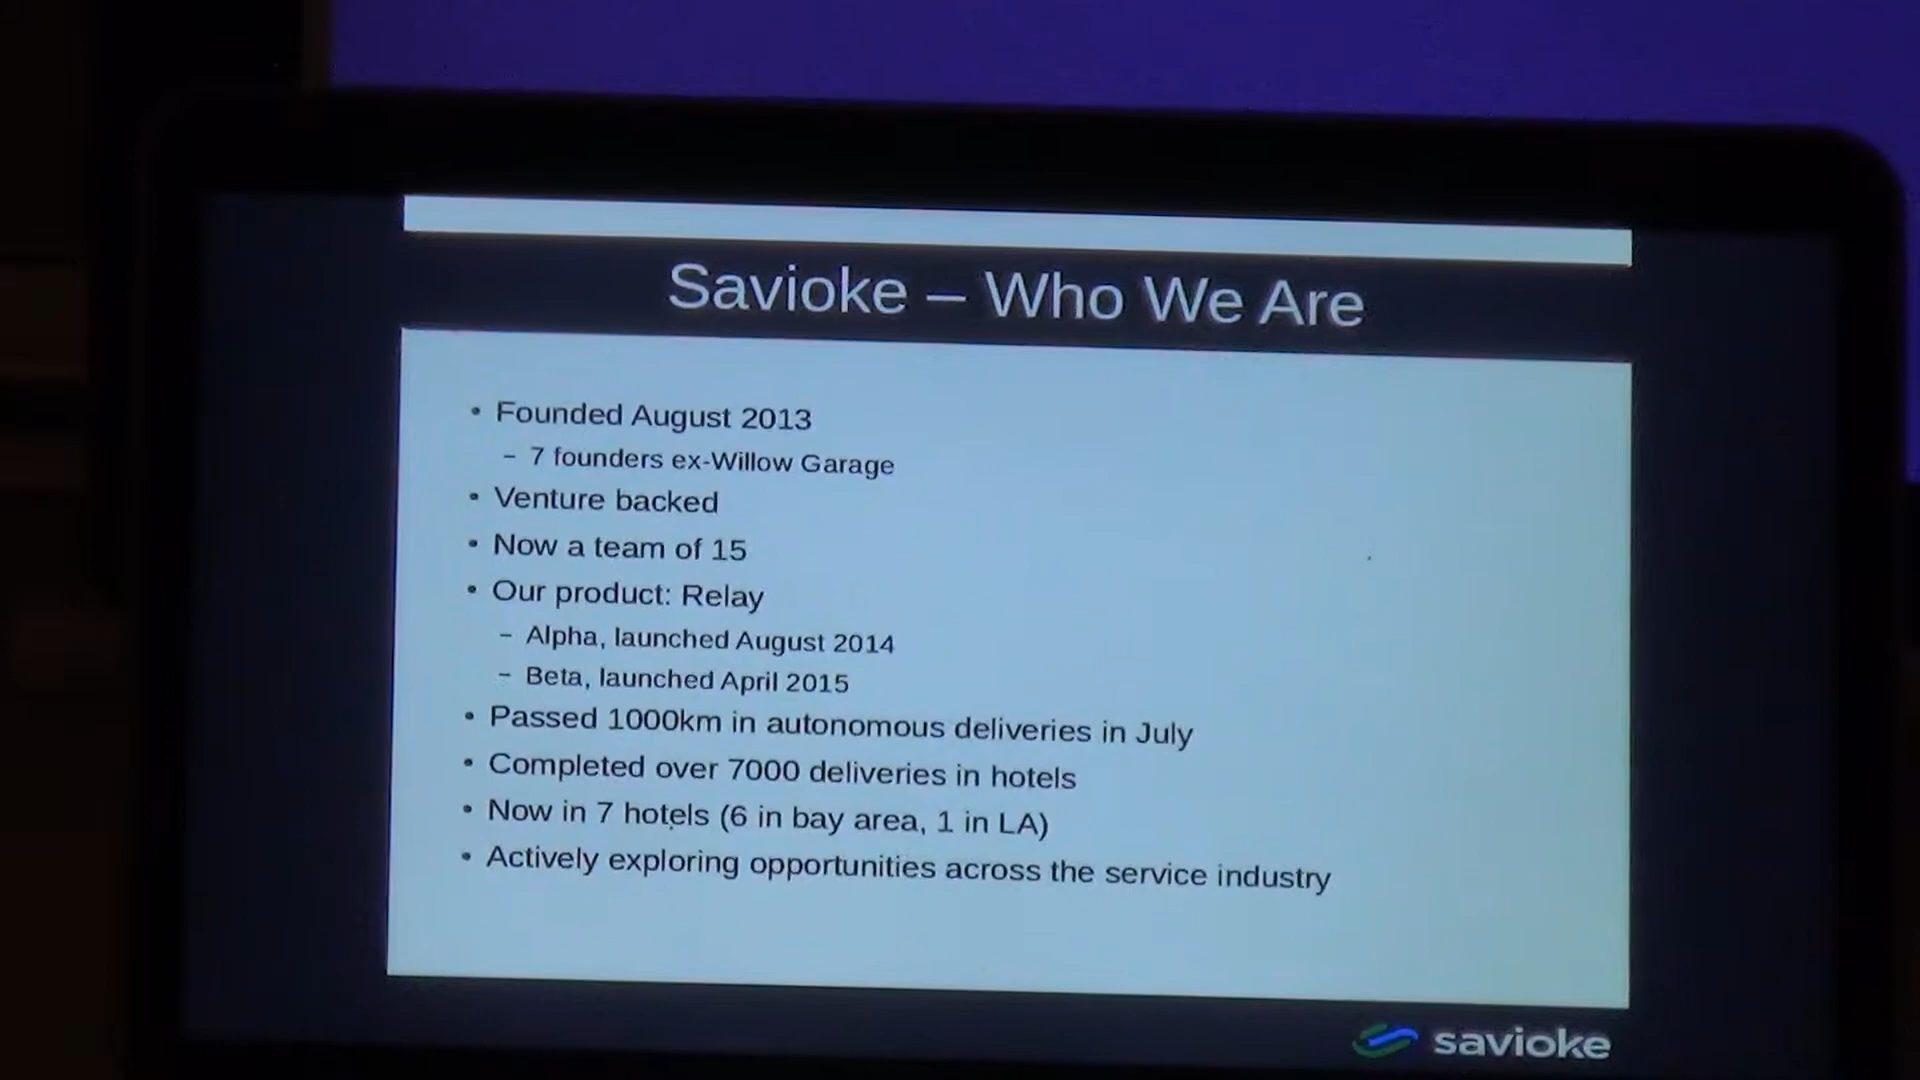 Savioke – Who We Are
• Founded August 2013
– 7 founders ex-Willow Garage
• Venture backed
• Now a team of 15
• Our product: Relay
– Alpha, launched August 2014
– Beta, launched April 2015
• Passed 1000km in autonomous deliveries in July
• Completed over 7000 deliveries in hotels
• Now in 7 hotels (6 in bay area, 1 in LA)
• Actively exploring opportunities across the service industry
savioke